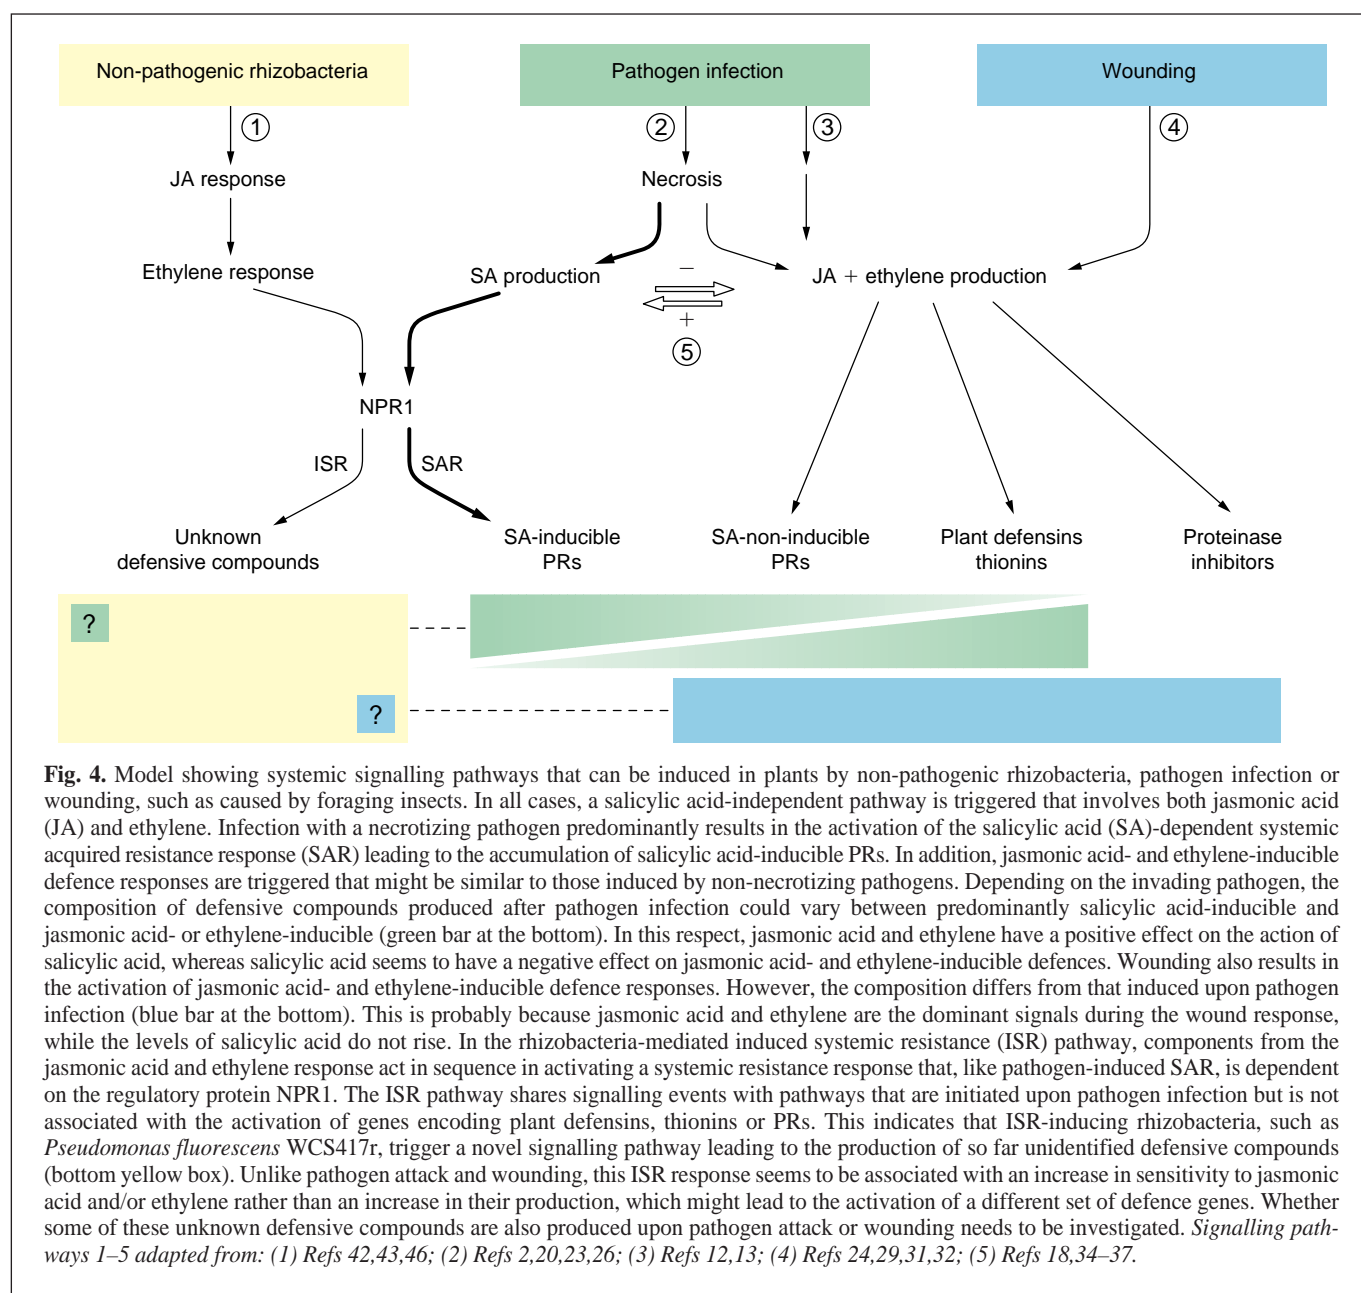 Non-pathogenic rhizobacteria
Pathogen infection
Wounding
1
2
3
4
JA response
Necrosis
Ethylene response
SA production
−
JA + ethylene production
+
5
NPR1
ISR
SAR
Unknown
defensive compounds
SA-inducible
PRs
SA-non-inducible
PRs
Plant defensins
thionins
Proteinase
inhibitors
?
?
Fig. 4. Model showing systemic signalling pathways that can be induced in plants by non-pathogenic rhizobacteria, pathogen infection or
wounding, such as caused by foraging insects. In all cases, a salicylic acid-independent pathway is triggered that involves both jasmonic acid
(JA) and ethylene. Infection with a necrotizing pathogen predominantly results in the activation of the salicylic acid (SA)-dependent systemic
acquired resistance response (SAR) leading to the accumulation of salicylic acid-inducible PRs. In addition, jasmonic acid- and ethylene-inducible
defence responses are triggered that might be similar to those induced by non-necrotizing pathogens. Depending on the invading pathogen, the
composition of defensive compounds produced after pathogen infection could vary between predominantly salicylic acid-inducible and
jasmonic acid- or ethylene-inducible (green bar at the bottom). In this respect, jasmonic acid and ethylene have a positive effect on the action of
salicylic acid, whereas salicylic acid seems to have a negative effect on jasmonic acid- and ethylene-inducible defences. Wounding also results in
the activation of jasmonic acid- and ethylene-inducible defence responses. However, the composition differs from that induced upon pathogen
infection (blue bar at the bottom). This is probably because jasmonic acid and ethylene are the dominant signals during the wound response,
while the levels of salicylic acid do not rise. In the rhizobacteria-mediated induced systemic resistance (ISR) pathway, components from the
jasmonic acid and ethylene response act in sequence in activating a systemic resistance response that, like pathogen-induced SAR, is dependent
on the regulatory protein NPR1. The ISR pathway shares signalling events with pathways that are initiated upon pathogen infection but is not
associated with the activation of genes encoding plant defensins, thionins or PRs. This indicates that ISR-inducing rhizobacteria, such as
Pseudomonas fluorescens WCS417r, trigger a novel signalling pathway leading to the production of so far unidentified defensive compounds
(bottom yellow box). Unlike pathogen attack and wounding, this ISR response seems to be associated with an increase in sensitivity to jasmonic
acid and/or ethylene rather than an increase in their production, which might lead to the activation of a different set of defence genes. Whether
some of these unknown defensive compounds are also produced upon pathogen attack or wounding needs to be investigated. Signalling path-
ways 1–5 adapted from: (1) Refs 42,43,46; (2) Refs 2,20,23,26; (3) Refs 12,13; (4) Refs 24,29,31,32; (5) Refs 18,34–37.